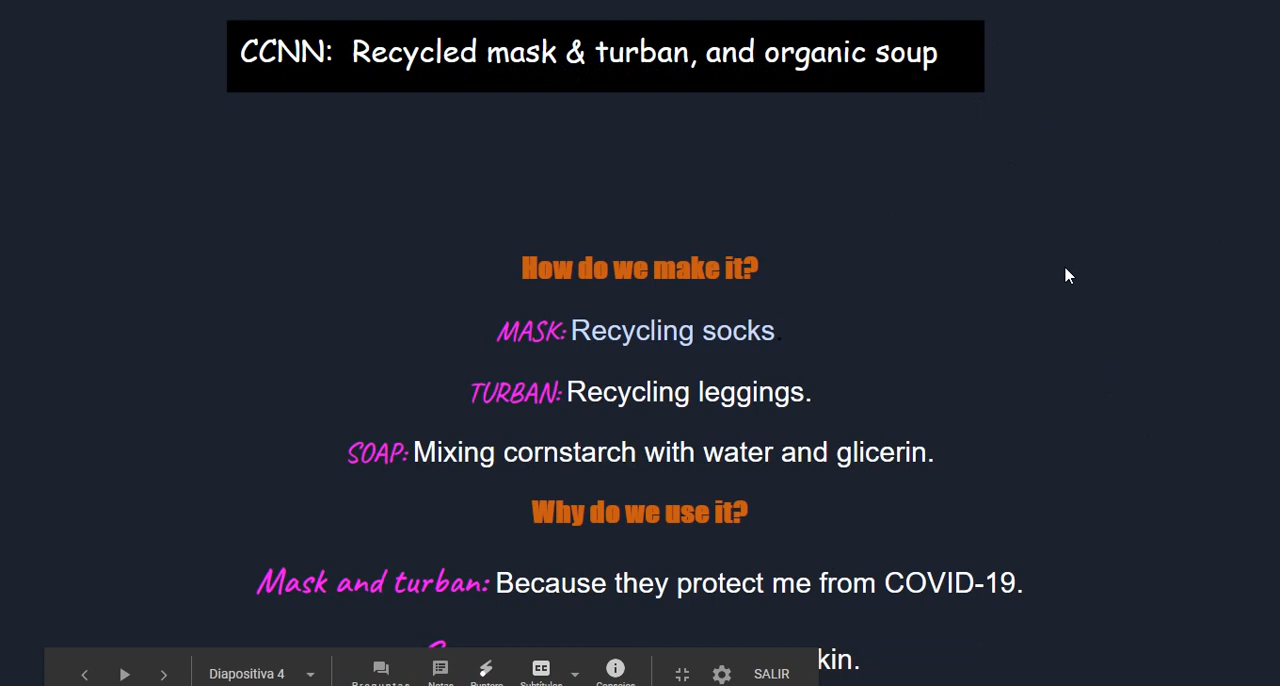 CCNN: Recycled mask & turban, and organic soup
How do we make it?
MASK: Recycling socks.
TURBAN: Recycling leggings.
SOAP: Mixing cornstarch with water and glicerin.
Why do we use it?
Mask and turban: Because they protect me from COVID-19.
kin.
Diapositiva 4
SALIR